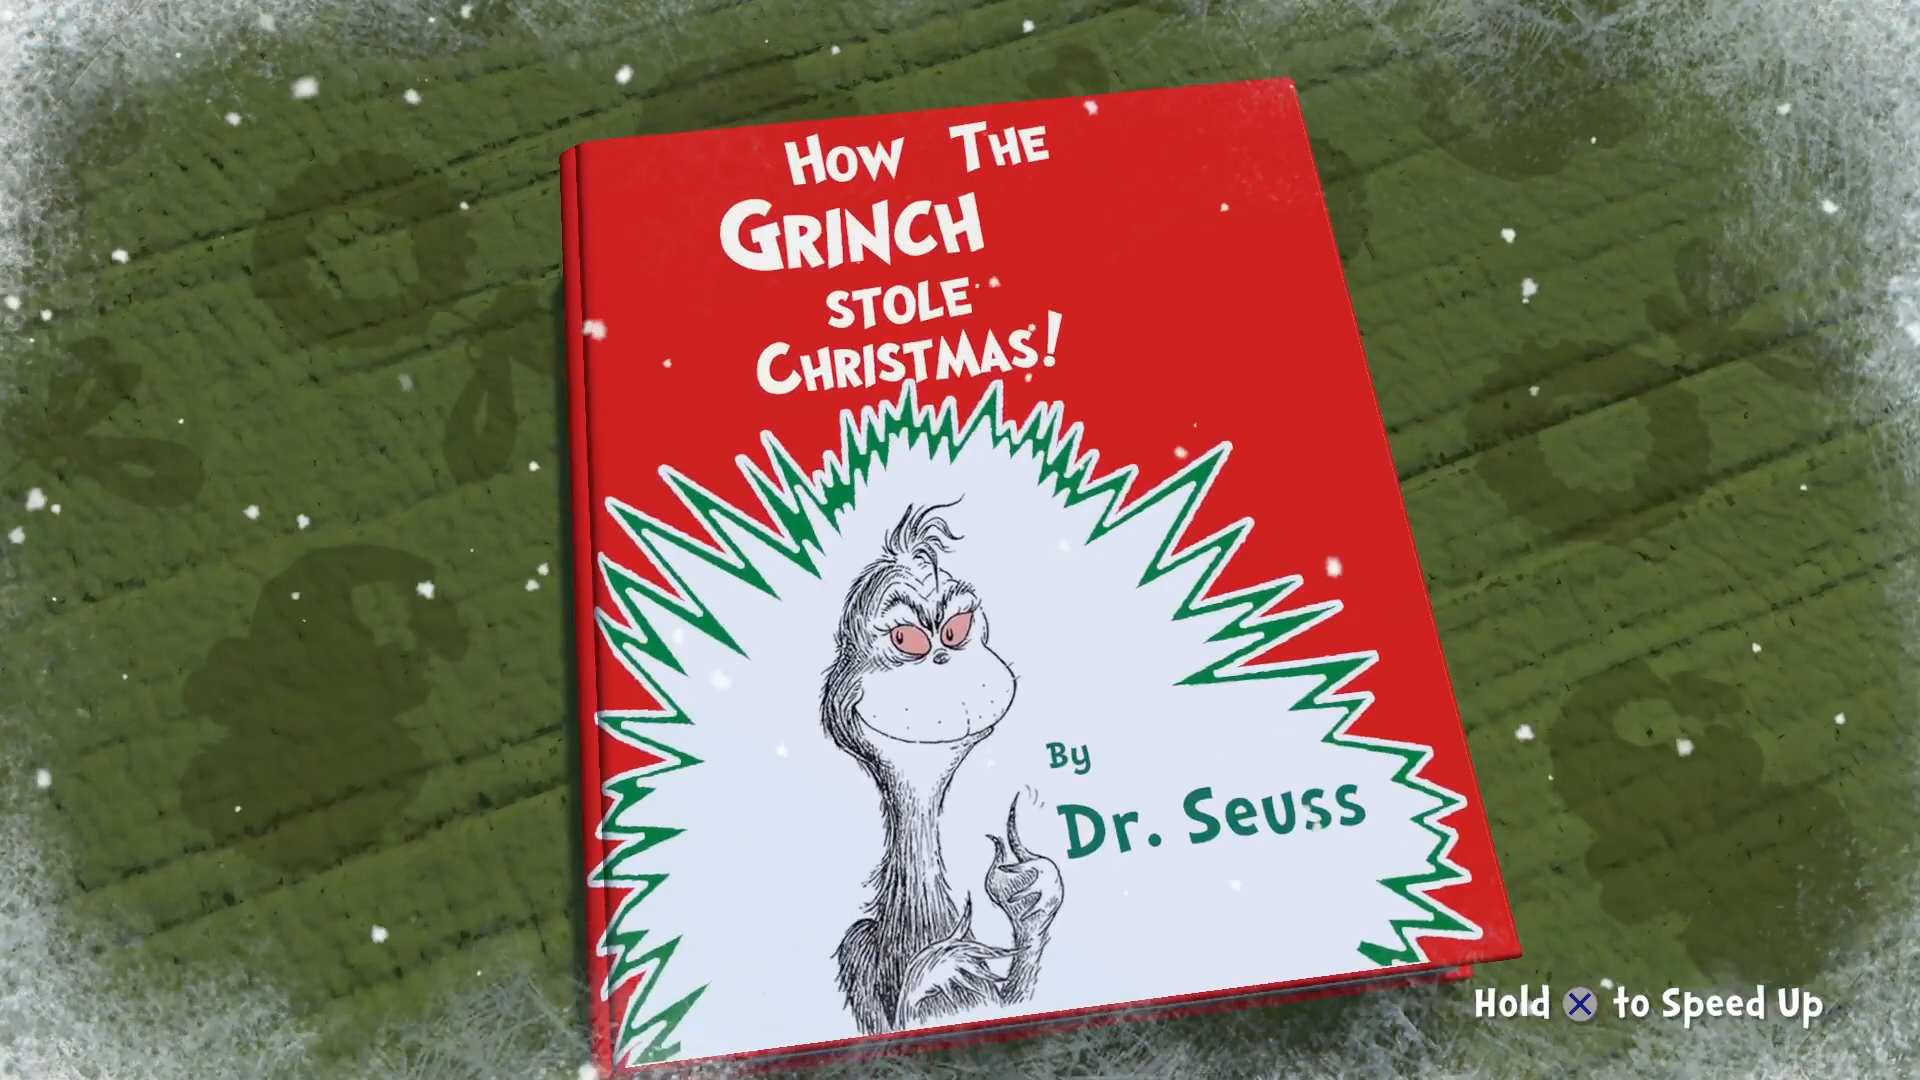 How The
Grinch
Stole
Christmas!
By
Dr. Seuss
Hold to Speed Up